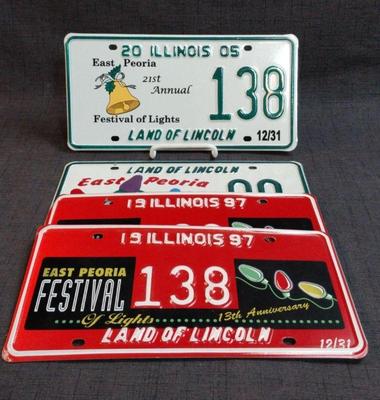 20 ILLINOIS 05
East Peoria
21st
Annual
138
Festival of Lights
LAND OF LINCOLN 12/31
LAND OF LINCOLN
East Peoria
19 ILLINOIS 97
19 ILLINOIS 97
EAST PEORIA
FESTIVAL
138
Of Lights
13th Anniversary
LAND OF LINCOLN
12/31